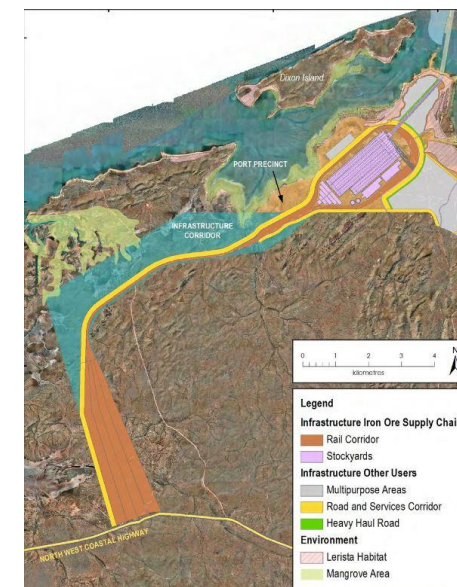 Dixon Island
PORT PRECINCT
INFRASTRUCTURE
CORRIDOR
NORTH WEST COASTAL HIGHWAY
N
0 1 2 3 4
kilometres
Legend
Infrastructure Iron Ore Supply Chai
Rail Corridor
Stockyards
Infrastructure Other Users
Multipurpose Areas
Road and Services Corridor
Heavy Haul Road
Environment
Lerista Habitat
Mangrove Area